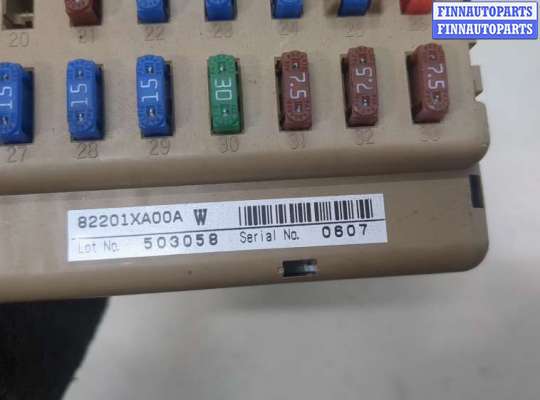 FINNAUTOPARTS
FINNAUTOPARTS
20 21 22 23 24
15 15 15 30 7.5 7.5 7.5
27 28 29 30 31 32 33
82201XA00A W
Lot No. 503058 Serial No. 0607